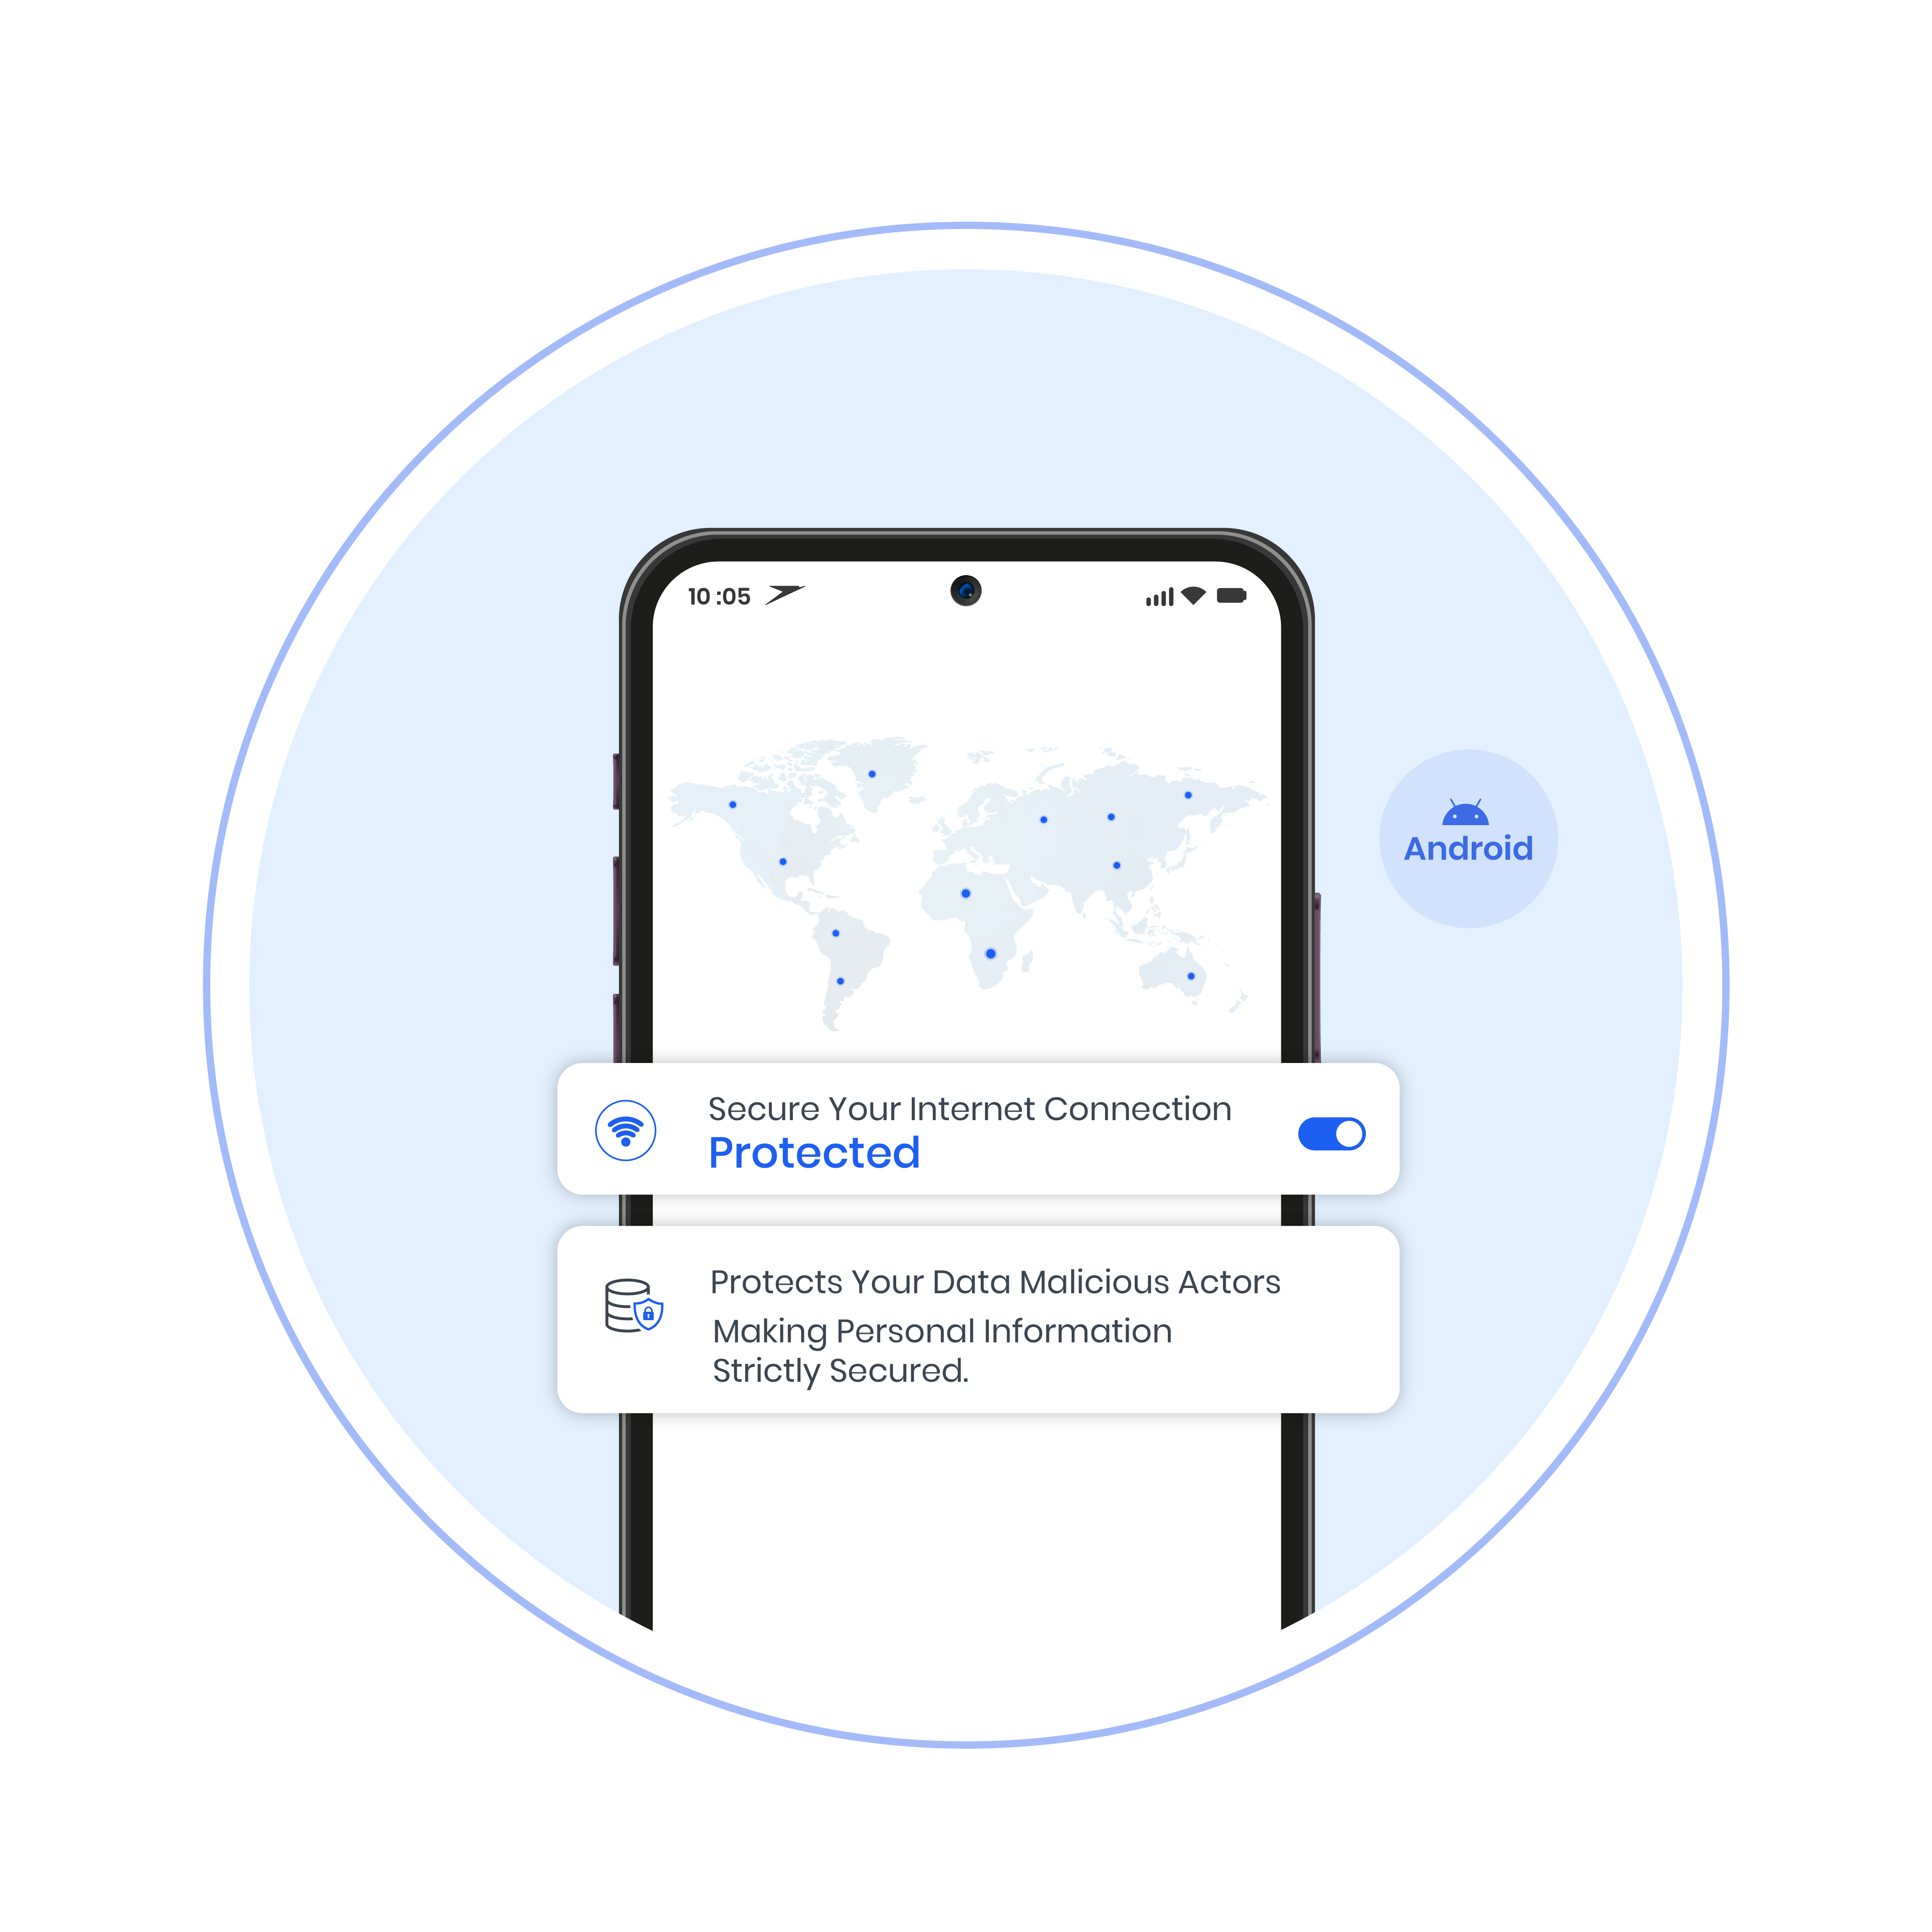 10 :05
Android
Secure Your Internet Connection
Protected
Protects Your Data Malicious Actors
Making Personal Information
Strictly Secured.